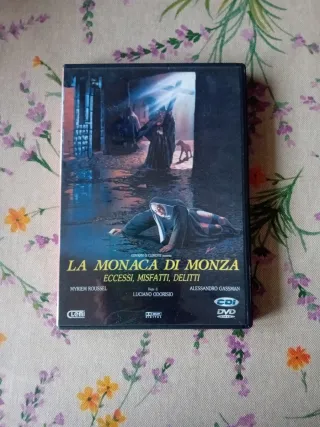 LA MONACA DI MONZA
ECCESSI, MISFATTI, DELITTI
MYRIEM ROUSSEL
ALESSANDRO GASSMAN
LUCIANO ODORISIO
CDI
DVD